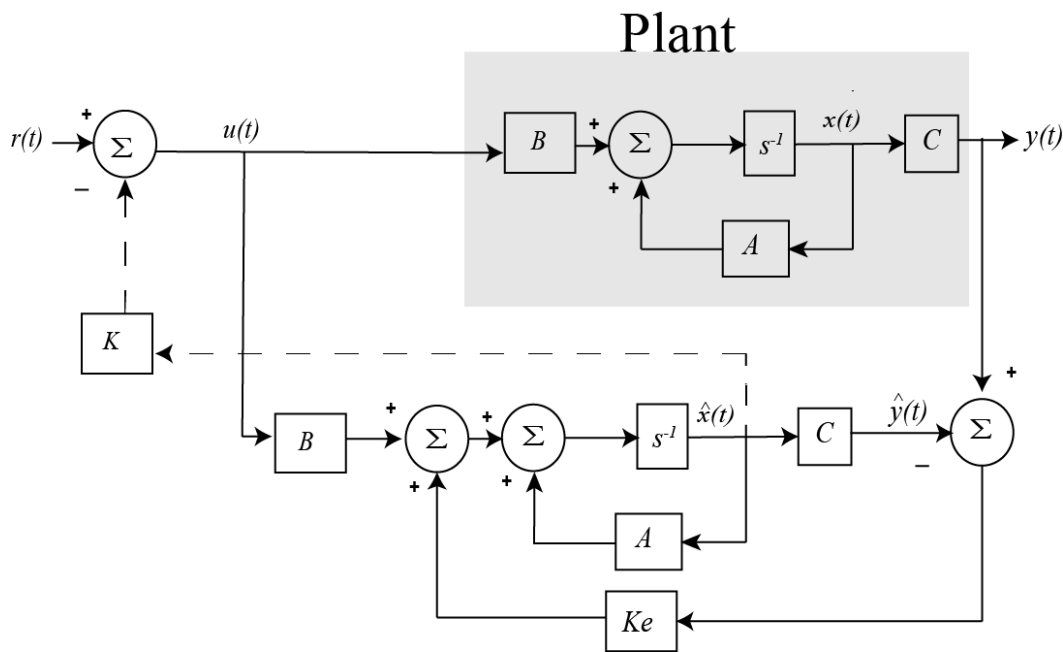 Plant
+
r(t) Σ u(t) B + Σ s⁻¹ x(t) C y(t)
−
+
A
K
+ + x̂(t) ŷ(t) +
B Σ Σ s⁻¹ C Σ
+ + −
A
Ke